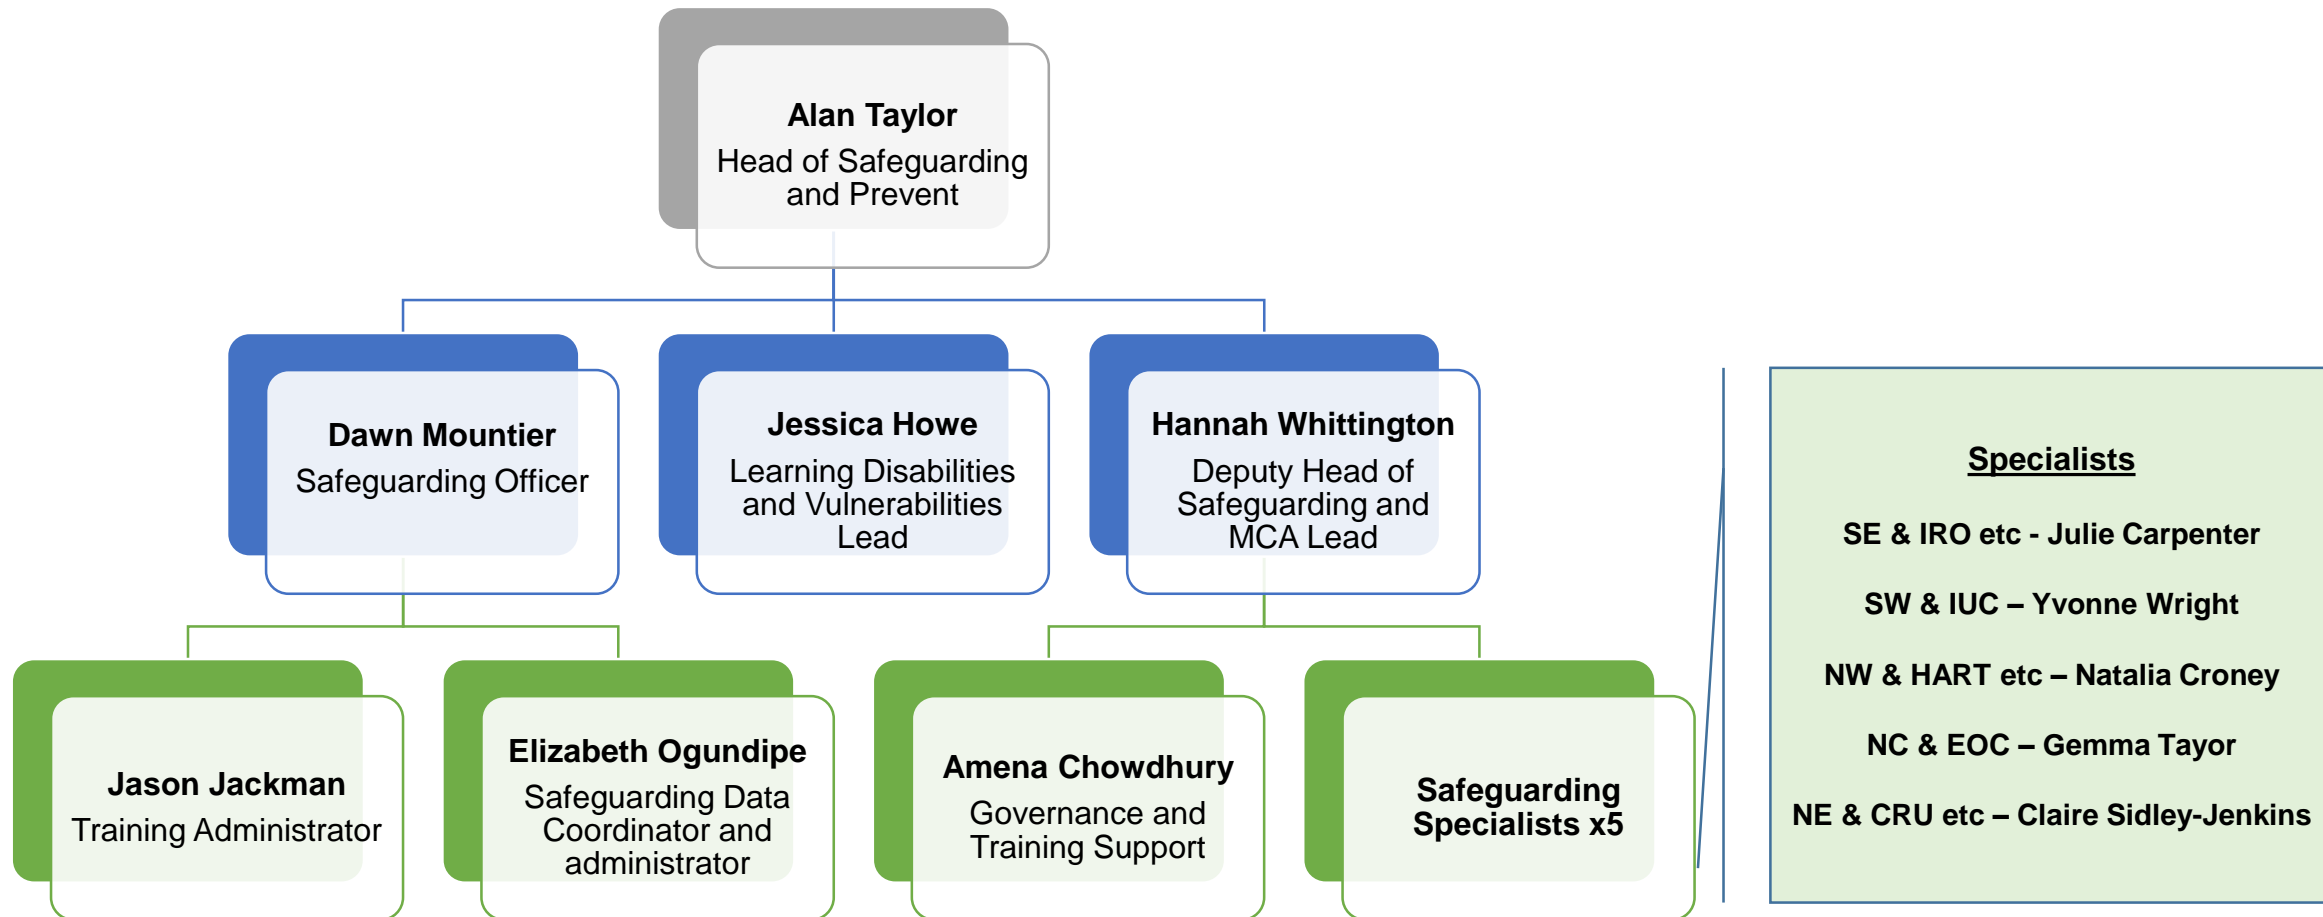 Alan Taylor
Head of Safeguarding
and Prevent
Dawn Mountier
Safeguarding Officer
Jessica Howe
Learning Disabilities
and Vulnerabilities
Lead
Hannah Whittington
Deputy Head of
Safeguarding and
MCA Lead
Jason Jackman
Training Administrator
Elizabeth Ogundipe
Safeguarding Data
Coordinator and
administrator
Amena Chowdhury
Governance and
Training Support
Safeguarding
Specialists x5
Specialists
SE & IRO etc - Julie Carpenter
SW & IUC – Yvonne Wright
NW & HART etc – Natalia Croney
NC & EOC – Gemma Tayor
NE & CRU etc – Claire Sidley-Jenkins